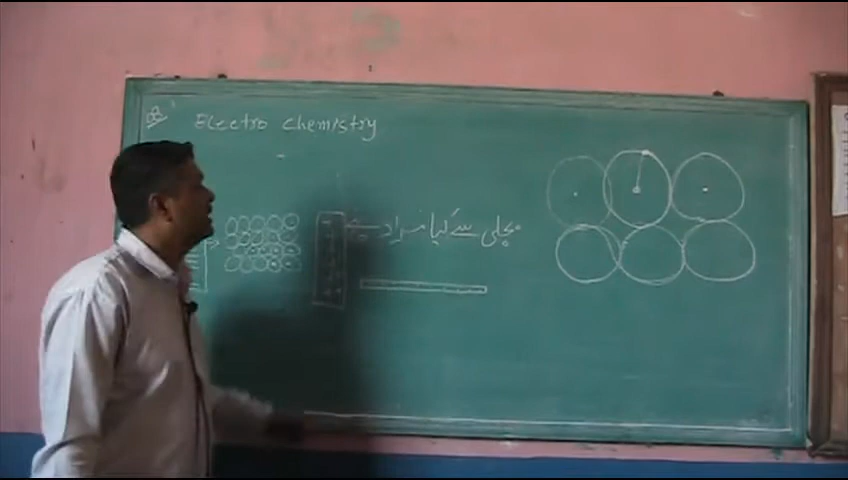 Electro chemistry
بجلی سے کیا مراد ہے